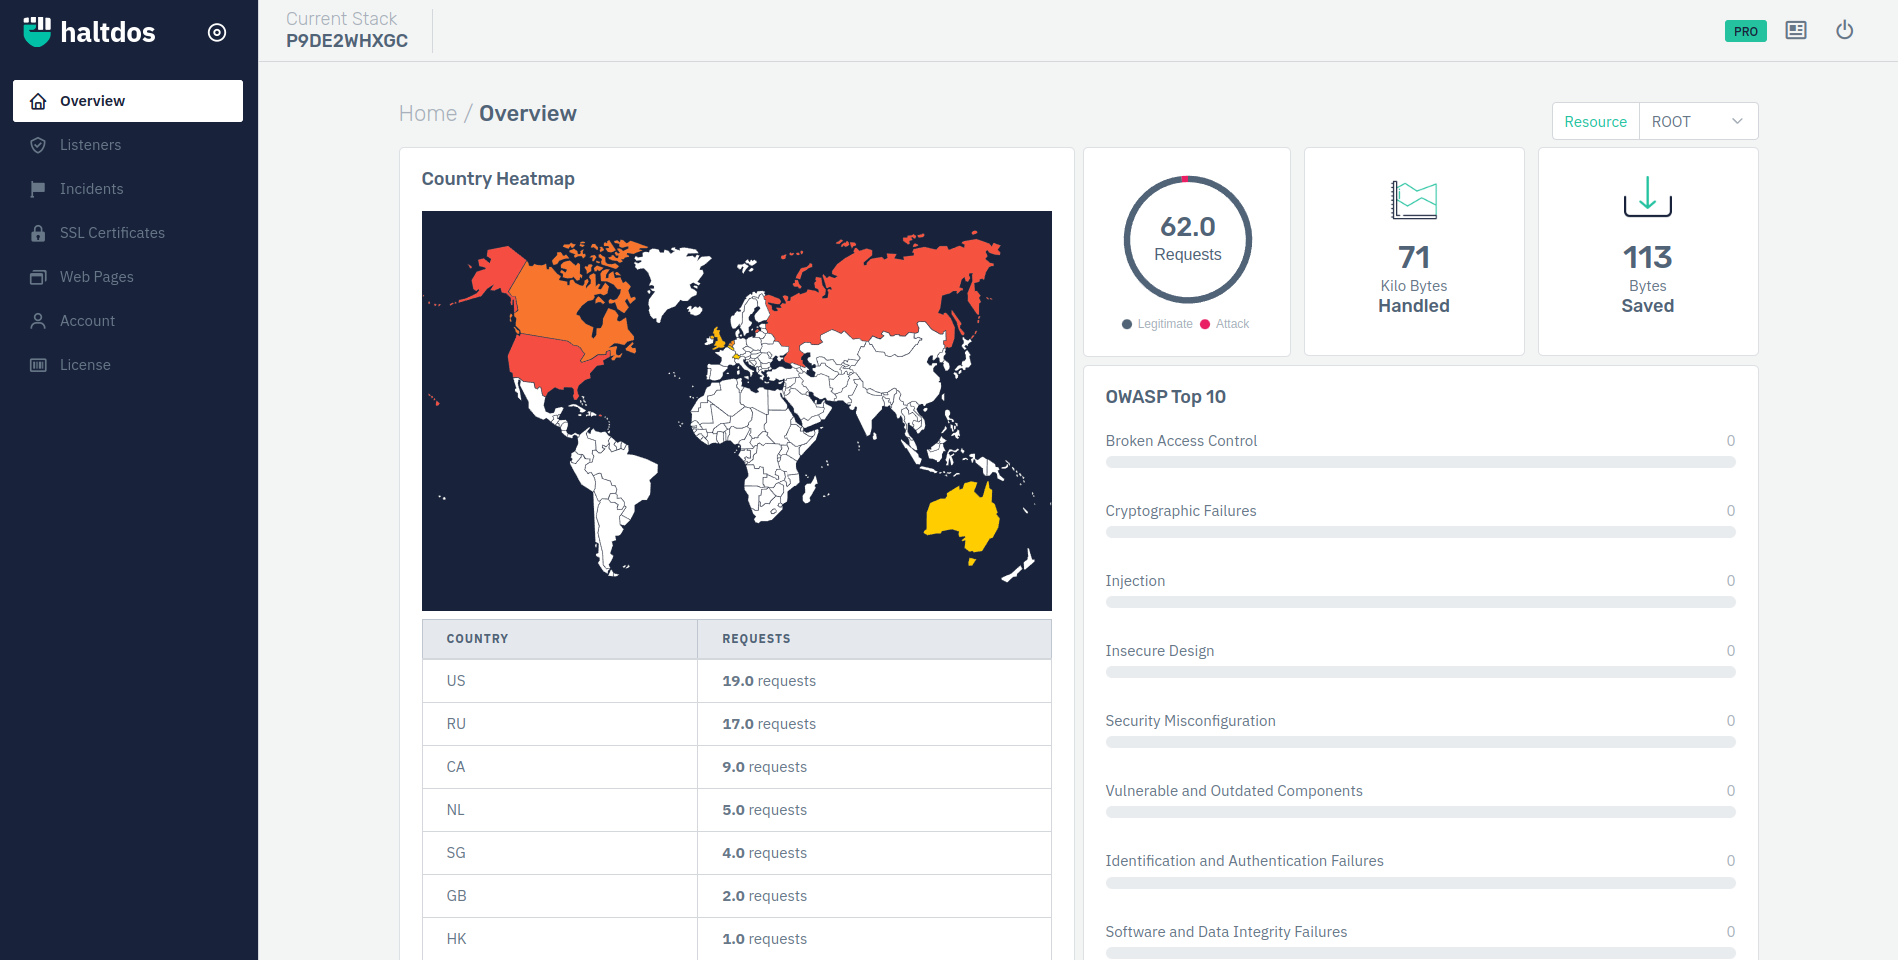 haltdos
Current Stack
P9DE2WHXGC
PRO
Overview
Listeners
Incidents
SSL Certificates
Web Pages
Account
License
Home / Overview
Resource ROOT
Country Heatmap
COUNTRY REQUESTS
US 19.0 requests
RU 17.0 requests
CA 9.0 requests
NL 5.0 requests
SG 4.0 requests
GB 2.0 requests
HK 1.0 requests
62.0
Requests
Legitimate Attack
71
Kilo Bytes
Handled
113
Bytes
Saved
OWASP Top 10
Broken Access Control 0
Cryptographic Failures 0
Injection 0
Insecure Design 0
Security Misconfiguration 0
Vulnerable and Outdated Components 0
Identification and Authentication Failures 0
Software and Data Integrity Failures 0